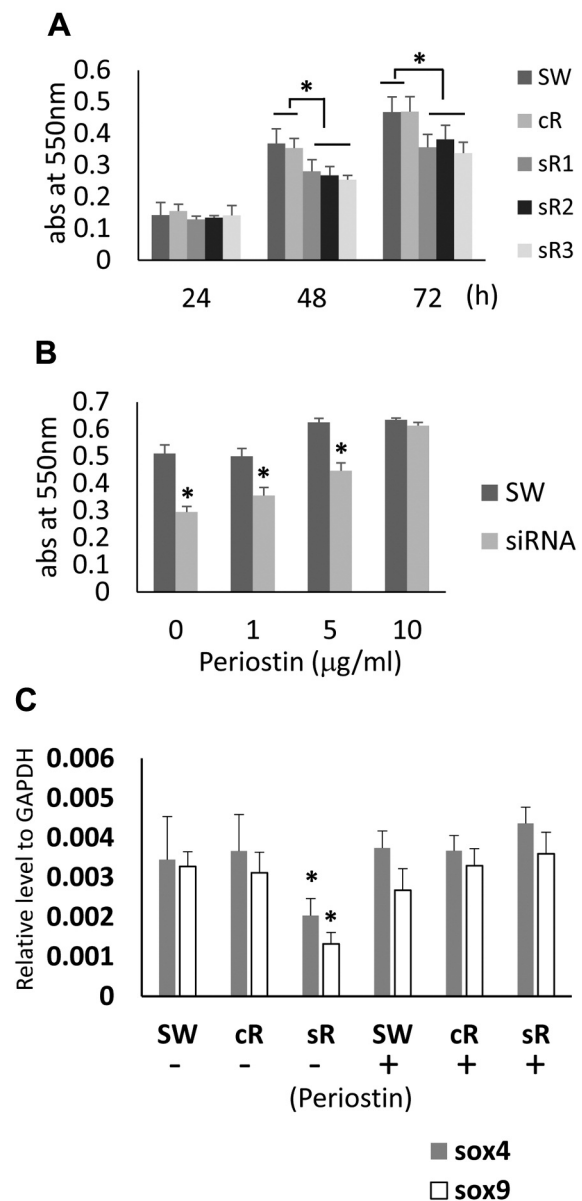 A
abs at 550nm
0.6
0.5
0.4
0.3
0.2
0.1
0
*
*
24 48 72 (h)
SW
cR
sR1
sR2
sR3
B
abs at 550nm
0.7
0.6
0.5
0.4
0.3
0.2
0.1
0
*
*
*
0 1 5 10
Periostin (μg/ml)
SW
siRNA
C
Relative level to GAPDH
0.006
0.005
0.004
0.003
0.002
0.001
0
*
*
SW cR sR SW cR sR
- - - + + +
(Periostin)
sox4
sox9